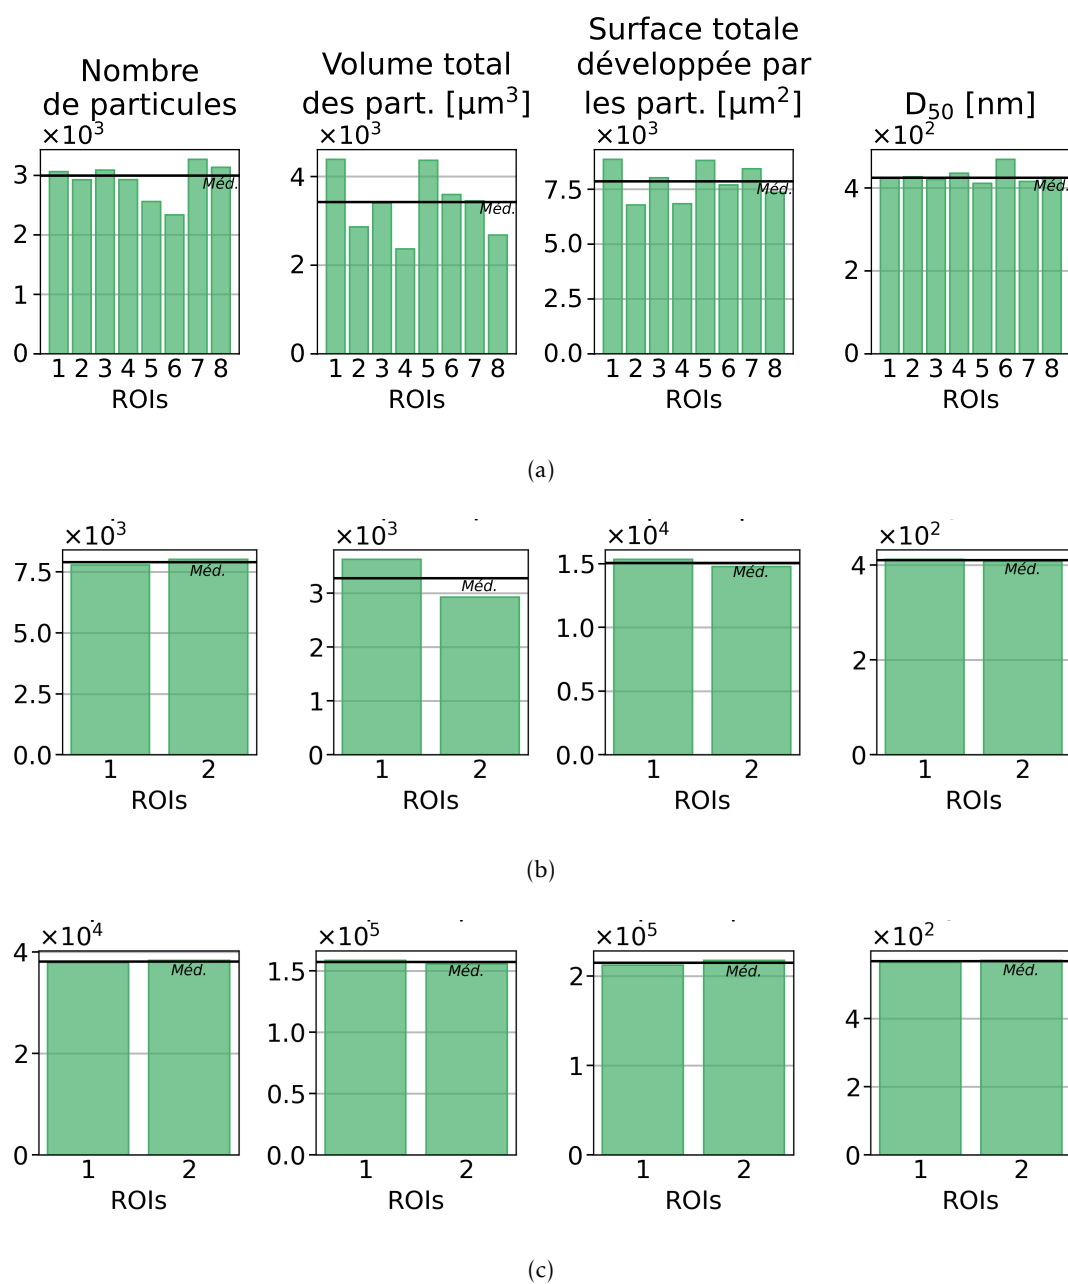 Nombre
de particules
×10³
3
2
1
0
Méd.
1 2 3 4 5 6 7 8
ROIs
Volume total
des part. [µm³]
×10³
4
2
0
Méd.
1 2 3 4 5 6 7 8
ROIs
Surface totale
développée par
les part. [µm²]
×10³
7.5
5.0
2.5
0.0
Méd.
1 2 3 4 5 6 7 8
ROIs
D₅₀ [nm]
×10²
4
2
0
Méd.
1 2 3 4 5 6 7 8
ROIs
(a)
×10³
7.5
5.0
2.5
0.0
Méd.
1 2
ROIs
×10³
3
2
1
0
Méd.
1 2
ROIs
×10⁴
1.5
1.0
0.5
0.0
Méd.
1 2
ROIs
×10²
4
2
0
Méd.
1 2
ROIs
(b)
×10⁴
4
2
0
Méd.
1 2
ROIs
×10⁵
1.5
1.0
0.5
0.0
Méd.
1 2
ROIs
×10⁵
2
1
0
Méd.
1 2
ROIs
×10²
4
2
0
Méd.
1 2
ROIs
(c)